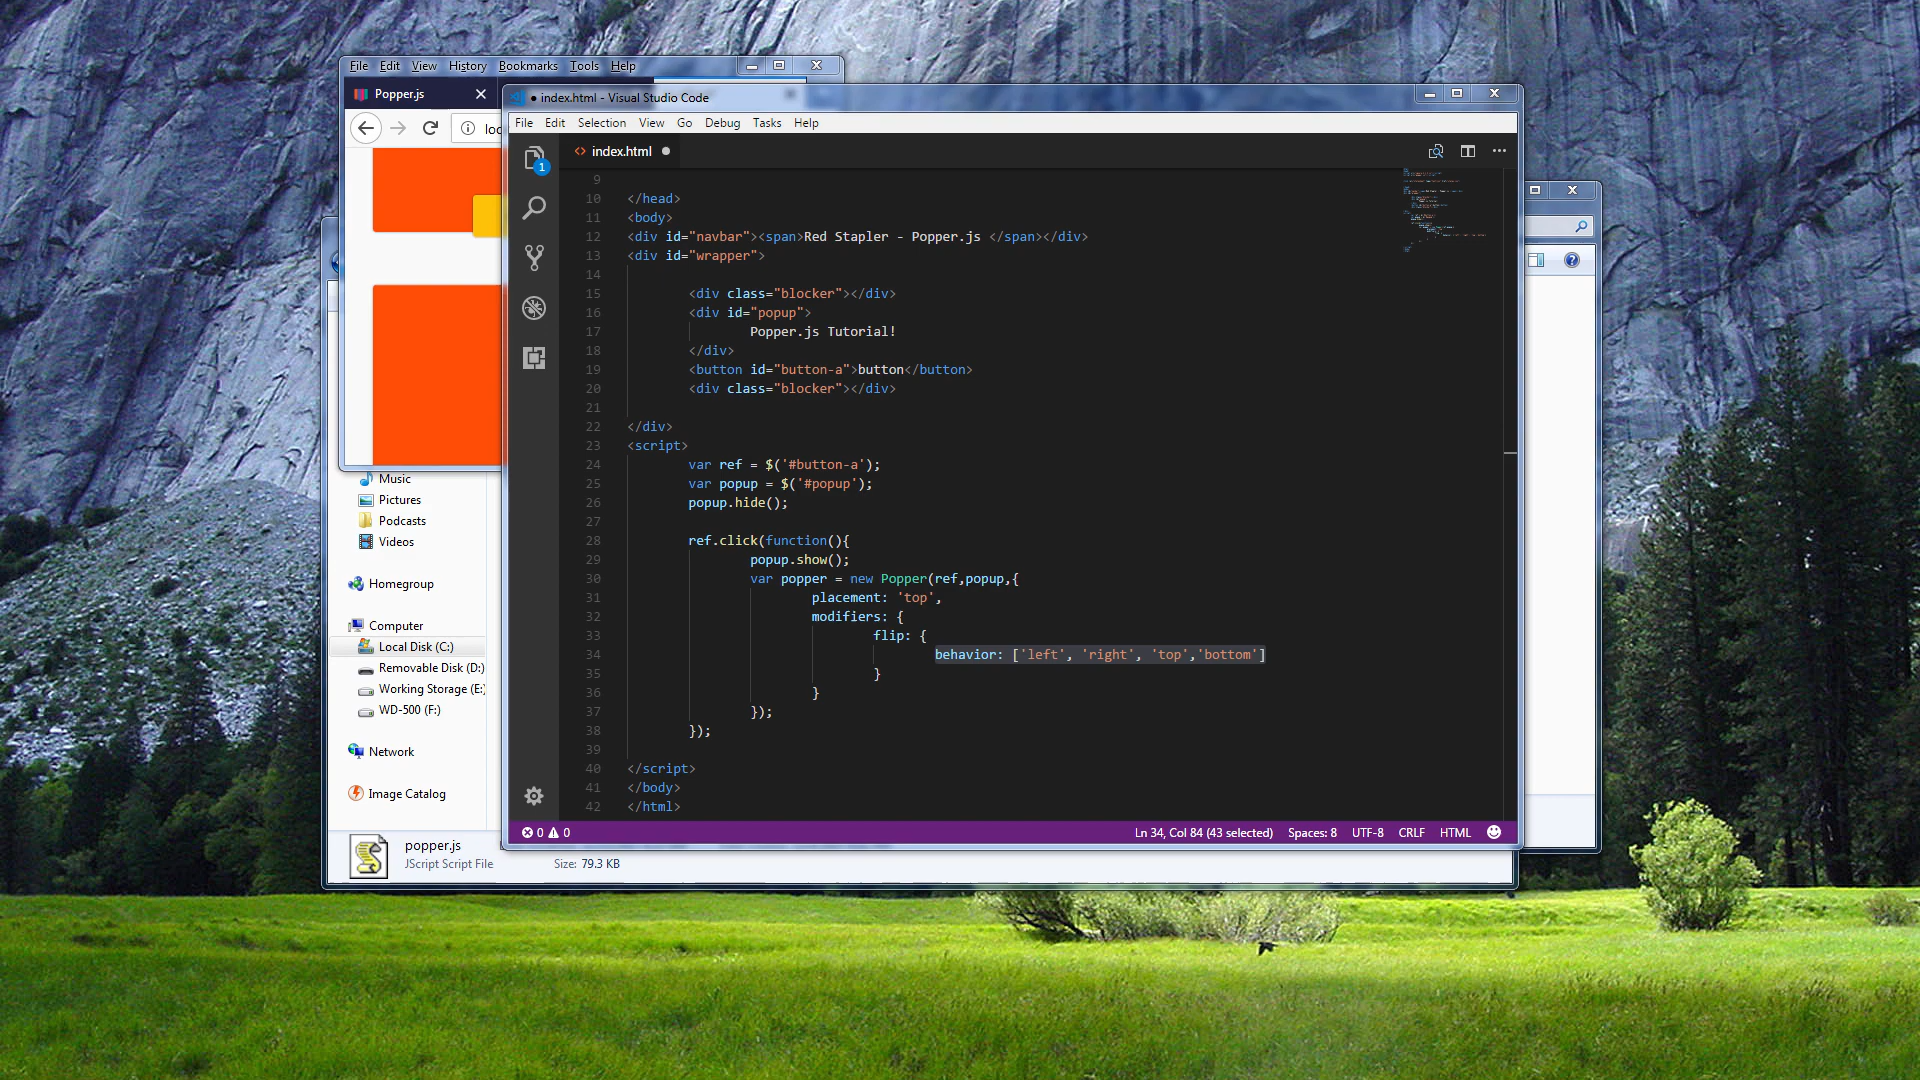 File Edit View History Bookmarks Tools Help
Popper.js
loc
● index.html - Visual Studio Code
File Edit Selection View Go Debug Tasks Help
1
<> index.html ●
9
10 </head>
11 <body>
12 <div id="navbar"><span>Red Stapler - Popper.js </span></div>
13 <div id="wrapper">
14
15 <div class="blocker"></div>
16 <div id="popup">
17 Popper.js Tutorial!
18 </div>
19 <button id="button-a">button</button>
20 <div class="blocker"></div>
21
22 </div>
23 <script>
24 var ref = $('#button-a');
25 var popup = $('#popup');
26 popup.hide();
27
28 ref.click(function(){
29 popup.show();
30 var popper = new Popper(ref,popup,{
31 placement: 'top',
32 modifiers: {
33 flip: {
34 behavior: ['left', 'right', 'top','bottom']
35 }
36 }
37 });
38 });
39
40 </script>
41 </body>
42 </html>
0 0
Ln 34, Col 84 (43 selected) Spaces: 8 UTF-8 CRLF HTML
Music
Pictures
Podcasts
Videos
Homegroup
Computer
Local Disk (C:)
Removable Disk (D:)
Working Storage (E:)
WD-500 (F:)
Network
Image Catalog
popper.js
JScript Script File
Size: 79.3 KB